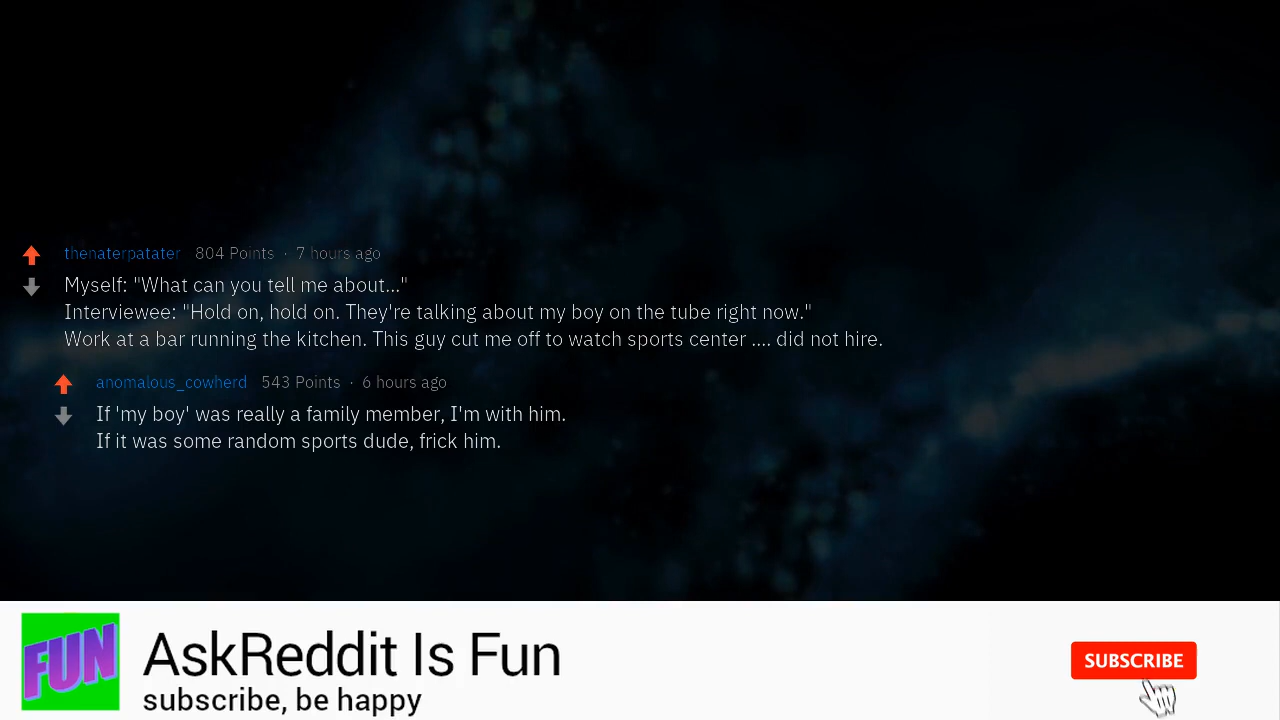 thenaterpatater 804 Points · 7 hours ago
Myself: "What can you tell me about..."
Interviewee: "Hold on, hold on. They're talking about my boy on the tube right now."
Work at a bar running the kitchen. This guy cut me off to watch sports center .... did not hire.
anomalous_cowherd 543 Points · 6 hours ago
If 'my boy' was really a family member, I'm with him.
If it was some random sports dude, frick him.
FUN
AskReddit Is Fun
subscribe, be happy
SUBSCRIBE